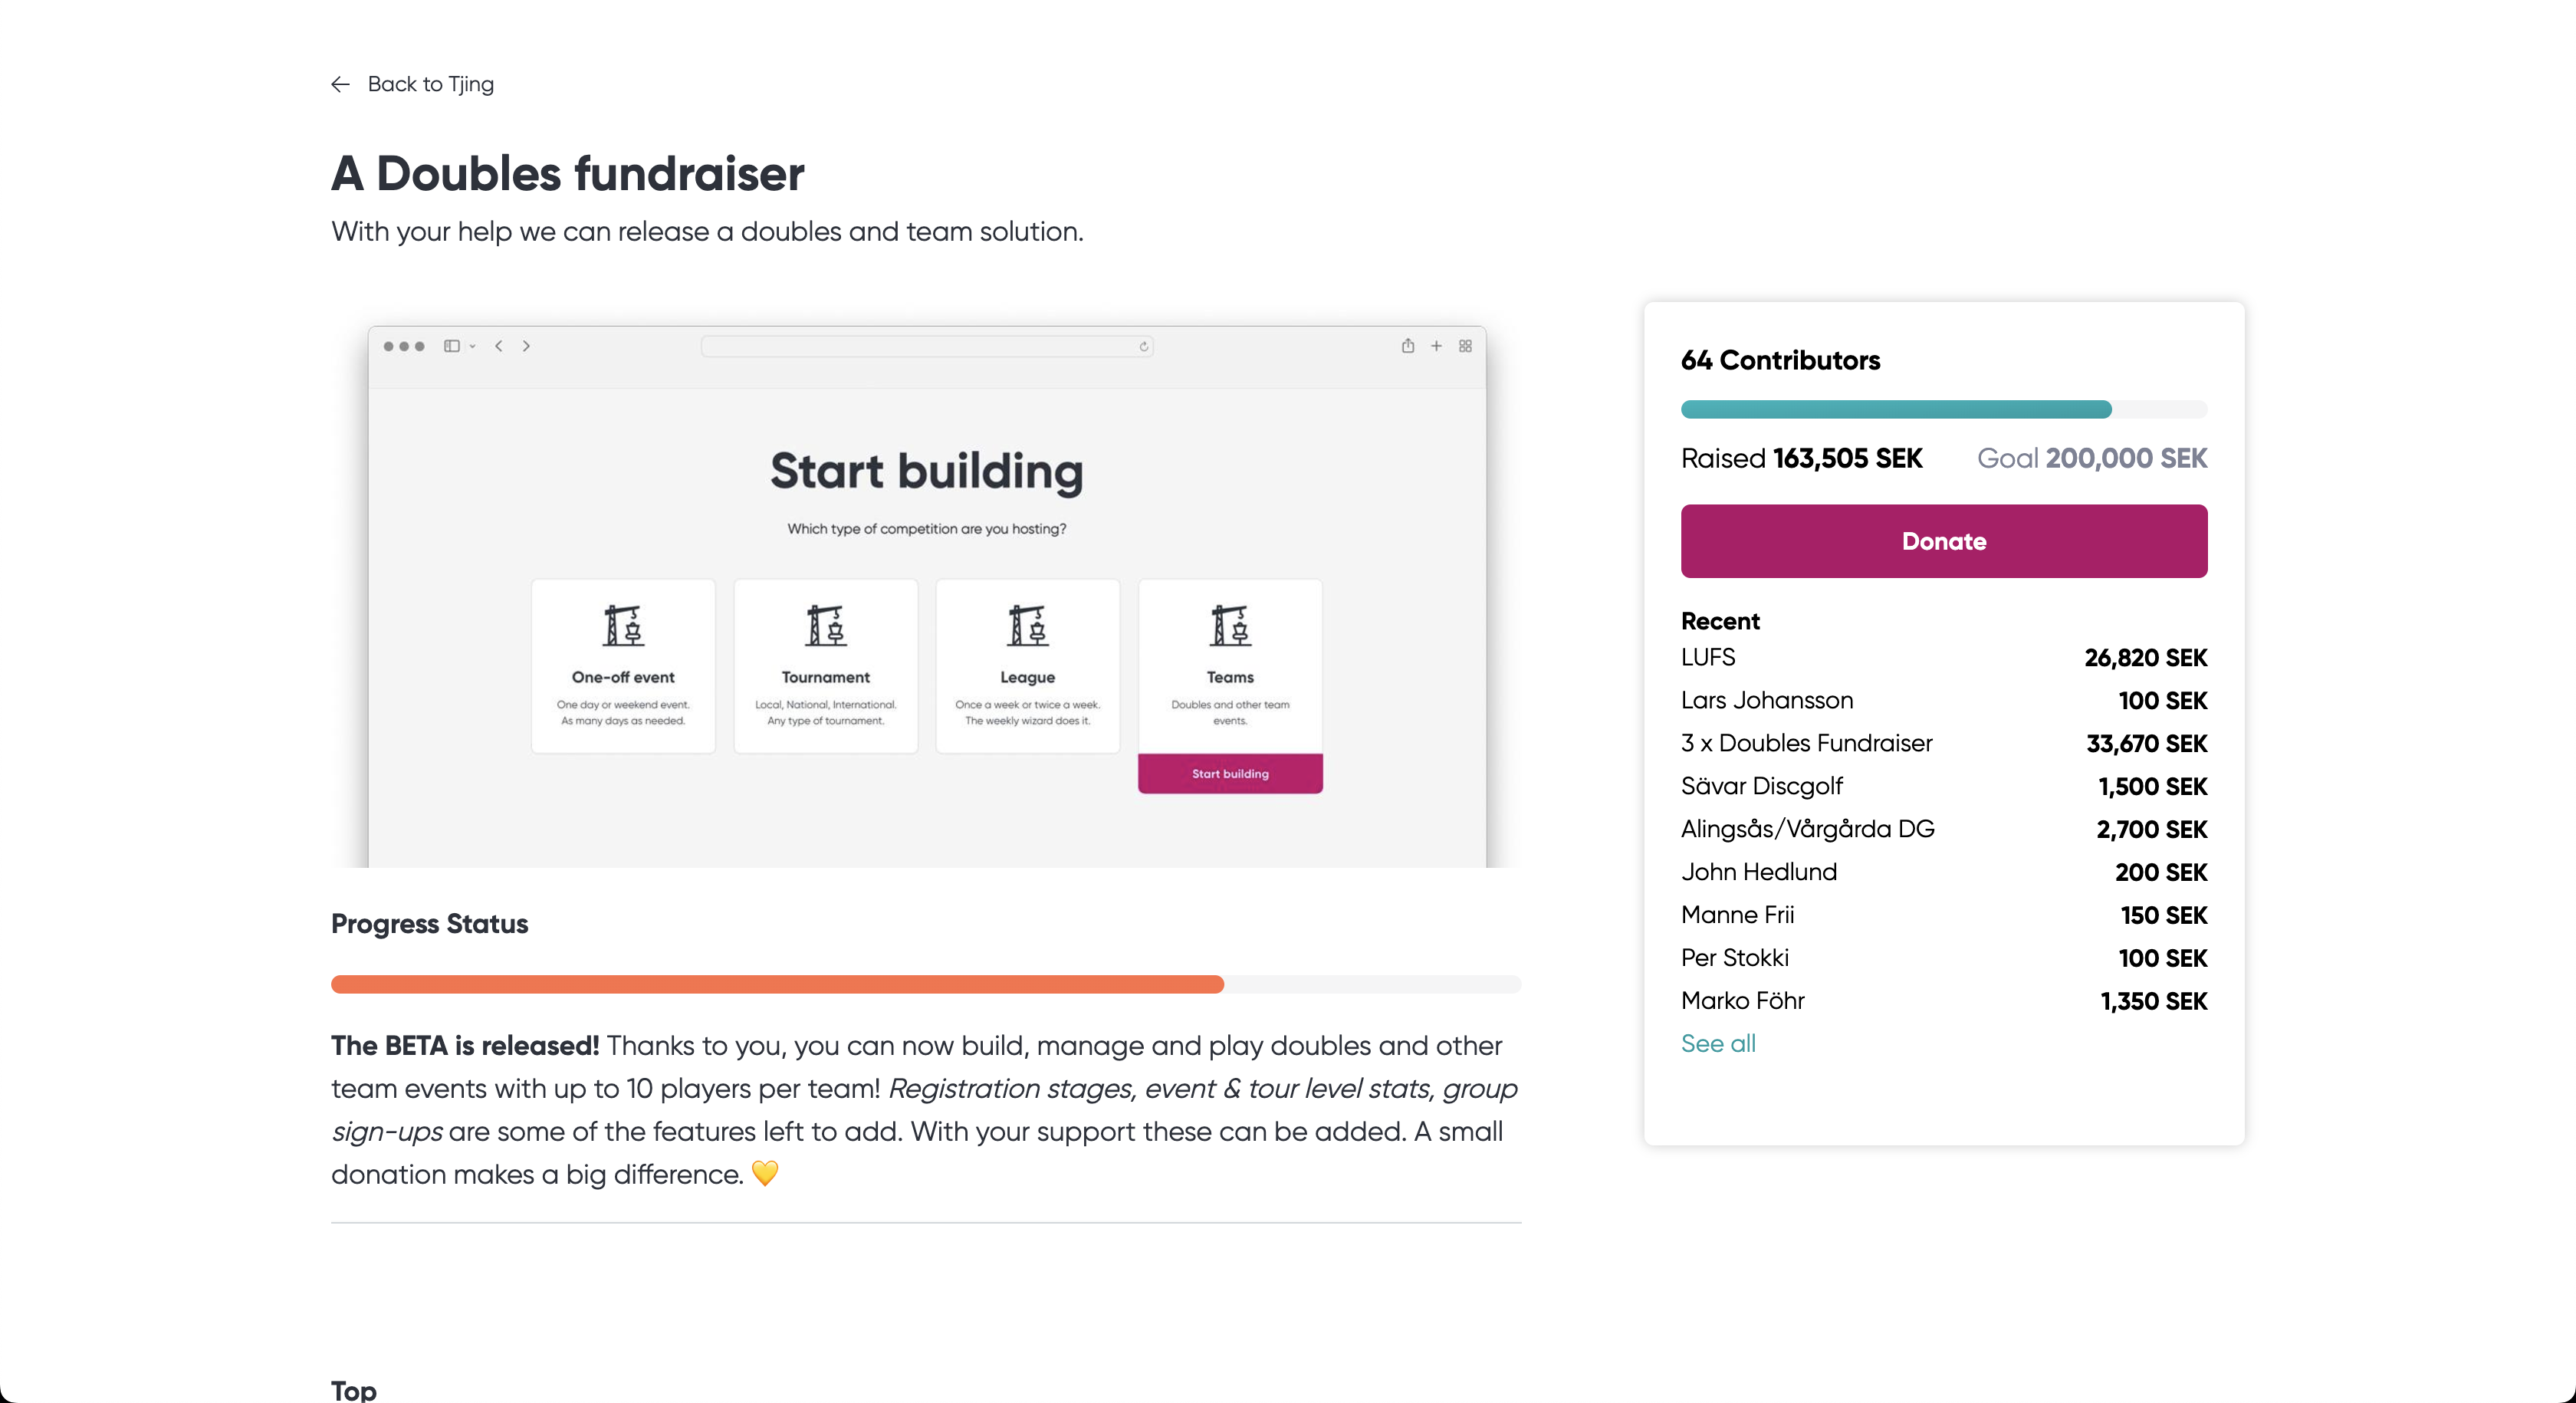 Back to Tjing
A Doubles fundraiser
With your help we can release a doubles and team solution.
Start building
Which type of competition are you hosting?
One-off event
One day or weekend event.
As many days as needed.
Tournament
Local, National, International.
Any type of tournament.
League
Once a week or twice a week.
The weekly wizard does it.
Teams
Doubles and other team
events.
Start building
Progress Status
The BETA is released! Thanks to you, you can now build, manage and play doubles and other
team events with up to 10 players per team! Registration stages, event & tour level stats, group
sign-ups are some of the features left to add. With your support these can be added. A small
donation makes a big difference. 💛
Top
64 Contributors
Raised 163,505 SEK Goal 200,000 SEK
Donate
Recent
LUFS 26,820 SEK
Lars Johansson 100 SEK
3 x Doubles Fundraiser 33,670 SEK
Sävar Discgolf 1,500 SEK
Alingsås/Vårgårda DG 2,700 SEK
John Hedlund 200 SEK
Manne Frii 150 SEK
Per Stokki 100 SEK
Marko Föhr 1,350 SEK
See all